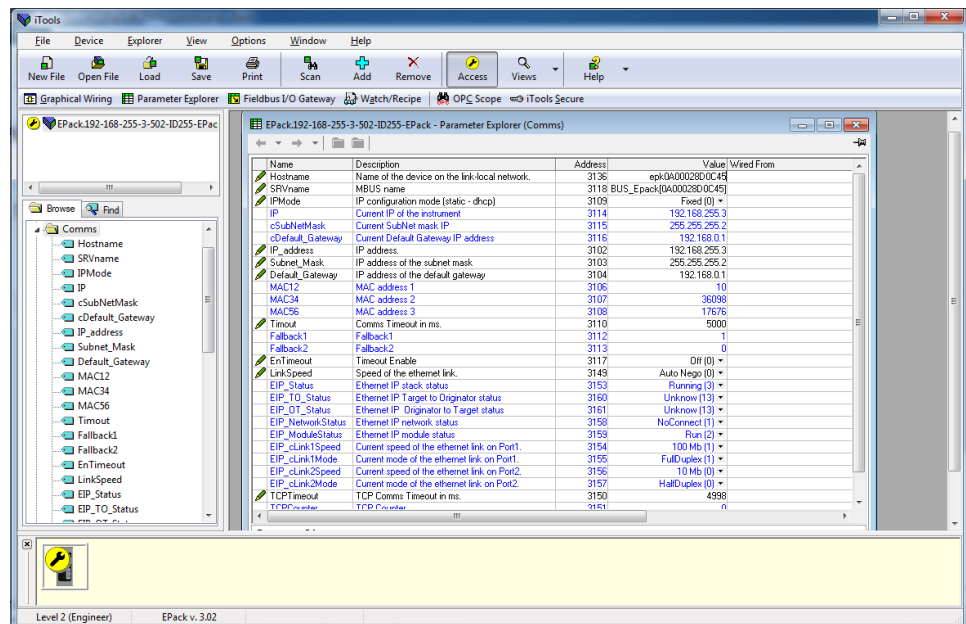 iTools
File Device Explorer View Options Window Help
New File Open File Load Save Print Scan Add Remove Access Views Help
Graphical Wiring Parameter Explorer Fieldbus I/O Gateway Watch/Recipe OPC Scope iTools Secure
EPack.192-168-255-3-502-ID255-EPac
Browse Find
Comms
Hostname
SRVname
IPMode
IP
cSubNetMask
cDefault_Gateway
IP_address
Subnet_Mask
Default_Gateway
MAC12
MAC34
MAC56
Timout
Fallback1
Fallback2
EnTimeout
LinkSpeed
EIP_Status
EIP_TO_Status
EIP_OT_Status
EPack.192-168-255-3-502-ID255-EPack - Parameter Explorer (Comms)
Name Description Address Value Wired From
Hostname Name of the device on the link-local network. 3136 epk0A00028D0C45
SRVname MBUS name 3118 BUS_Epack[0A00028D0C45]
IPMode IP configuration mode (static - dhcp) 3109 Fixed (0)
IP Current IP of the instrument 3114 192.168.255.3
cSubNetMask Current SubNet mask IP 3115 255.255.255.2
cDefault_Gateway Current Default Gateway IP address 3116 192.168.0.1
IP_address IP address. 3102 192.168.255.3
Subnet_Mask IP address of the subnet mask 3103 255.255.255.2
Default_Gateway IP address of the default gateway 3104 192.168.0.1
MAC12 MAC address 1 3106 10
MAC34 MAC address 2 3107 36098
MAC56 MAC address 3 3108 17676
Timout Comms Timeout in ms. 3110 5000
Fallback1 Fallback1 3112 1
Fallback2 Fallback2 3113 0
EnTimeout Timeout Enable 3117 Off (0)
LinkSpeed Speed of the ethernet link. 3149 Auto Nego (0)
EIP_Status Ethernet IP stack status 3153 Running (3)
EIP_TO_Status Ethernet IP Target to Originator status 3160 Unknow (13)
EIP_OT_Status Ethernet IP Originator to Target status 3161 Unknow (13)
EIP_NetworkStatus Ethernet IP network status 3158 NoConnect (1)
EIP_ModuleStatus Ethernet IP module status 3159 Run (2)
EIP_cLink1Speed Current speed of the ethernet link on Port1. 3154 100 Mb (1)
EIP_cLink1Mode Current mode of the ethernet link on Port1. 3155 FullDuplex (1)
EIP_cLink2Speed Current speed of the ethernet link on Port2. 3156 10 Mb (0)
EIP_cLink2Mode Current mode of the ethernet link on Port2. 3157 HalfDuplex (0)
TCPTimeout TCP Comms Timeout in ms. 3150 4998
TCPCounter TCP Counter 3151 0
Level 2 (Engineer) EPack v. 3.02